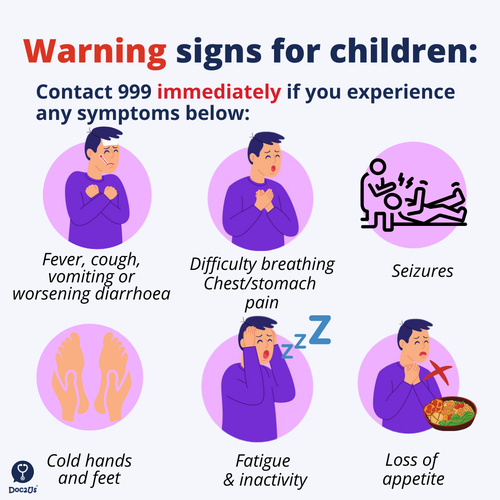 Warning signs for children:
Contact 999 immediately if you experience
any symptoms below:
Fever, cough,
vomiting or
worsening diarrhoea
Difficulty breathing
Chest/stomach
pain
Seizures
Z Z Z
Cold hands
and feet
Fatigue
& inactivity
Loss of
appetite
Doc2Us